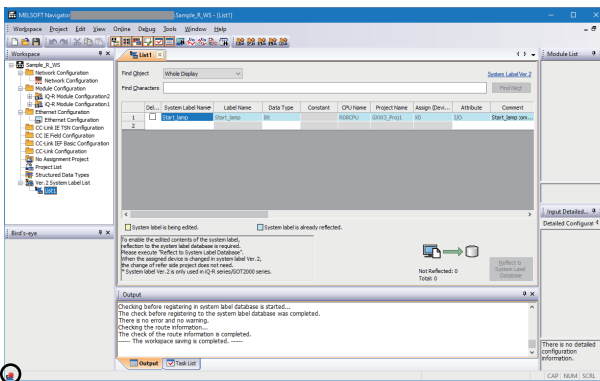 MELSOFT Navigator
Sample_R_WS - [List1]
Workspace Project Edit View Online Debug Tools Window Help
Workspace
Sample_R_WS
Network Configuration
Network Configuration
Module Configuration
iQ-R Module Configuration2
iQ-R Module Configuration1
Ethernet Configuration
Ethernet Configuration
CC-Link IE TSN Configuration
CC IE Field Configuration
CC-Link IEF Basic Configuration
CC-Link Configuration
No Assignment Project
Project List
Structured Data Types
Ver. 2 System Label List
List1
Bird's-eye
List1
Find Object Whole Display System Label Ver.2
Find Characters Find Next
Del... System Label Name Label Name Data Type Constant CPU Name Project Name Assign (Devi... Attribute Comment
1 Start_lamp Start_lamp Bit R08CPU GXW3_Proj1 X0 I/O
2
System label is being edited. System label is already reflected.
To enable the edited contents of the system label,
reflection to the system label database is required.
Please execute "Reflect to System Label Database".
When the assigned device is changed in system label Ver.2,
the change of refer side project does not need.
* System label Ver.2 is only used in iQ-R series/GOT2000 series.
Not Reflected: 0
Total: 0
Reflect to
System Label
Database
Output
Checking before registering in system label database is started...
The check before registering to the system label database was completed.
There is no error and no warning.
Checking the route information...
The check of the route information is completed.
------ The workspace saving is completed. ------
Output Task List
Module List
Input Detailed...
Detailed Configurat
There is no detailed
configuration
information.
CAP NUM SCRL